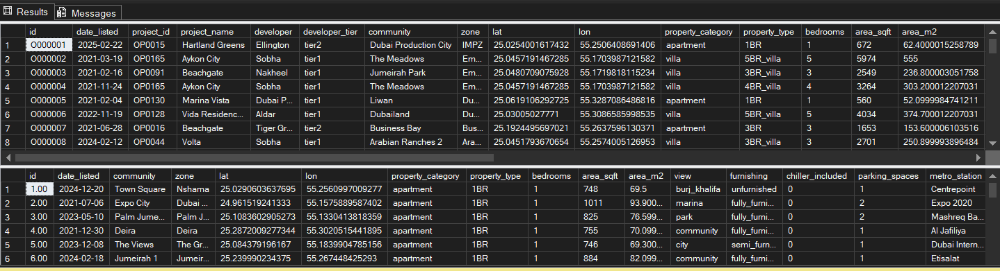 Results Messages
id date_listed project_id project_name developer developer_tier community zone lat lon property_category property_type bedrooms area_sqft area_m2
1 O000001 2025-02-22 OP0015 Hartland Greens Ellington tier2 Dubai Production City IMPZ 25.0254001617432 55.2506408691406 apartment 1BR 1 672 62.4000015258789
2 O000002 2021-03-19 OP0165 Aykon City Sobha tier1 The Meadows Em... 25.0457191467285 55.1703987121582 villa 5BR_villa 5 5974 555
3 O000003 2021-02-16 OP0091 Beachgate Nakheel tier1 Jumeirah Park Em... 25.0480709075928 55.1719818115234 villa 3BR_villa 3 2549 236.800003051758
4 O000004 2021-11-24 OP0165 Aykon City Sobha tier1 The Meadows Em... 25.0457191467285 55.1703987121582 villa 4BR_villa 4 3264 303.200012207031
5 O000005 2021-02-04 OP0130 Marina Vista Dubai P... tier1 Liwan Du... 25.0619106292725 55.3287086486816 apartment 1BR 1 560 52.0999984741211
6 O000006 2022-11-19 OP0128 Vida Residenc... Aldar tier1 Dubailand Du... 25.03005027771 55.3086585998535 villa 5BR_villa 5 4034 374.700012207031
7 O000007 2021-06-28 OP0016 Beachgate Tiger Gr... tier2 Business Bay Bus... 25.1924495697021 55.2637596130371 apartment 3BR 3 1653 153.600006103516
8 O000008 2024-02-12 OP0044 Volta Sobha tier1 Arabian Ranches 2 Ara... 25.0451793670654 55.2574005126953 villa 3BR_villa 3 2701 250.899993896484
id date_listed community zone lat lon property_category property_type bedrooms area_sqft area_m2 view furnishing chiller_included parking_spaces metro_station
1 1.00 2024-12-20 Town Square Nshama 25.02906036376​95 55.2560997009277 apartment 1BR 1 748 69.5 burj_khalifa unfurnished 0 1 Centrepoint
2 2.00 2021-07-06 Expo City Dubai ... 24.961519241333 55.1575889587402 apartment 1BR 1 1011 93.900... marina fully_furni... 0 2 Expo 2020
3 3.00 2023-05-10 Palm Jume... Palm J... 25.1083602905273 55.1330413818359 apartment 1BR 1 825 76.599... park fully_furni... 0 2 Mashreq Ba...
4 4.00 2021-12-30 Deira Deira 25.2872009277344 55.3020515441895 apartment 1BR 1 755 70.099... community fully_furni... 0 1 Al Jafiliya
5 5.00 2023-12-08 The Views The Gr... 25.084379196167 55.1839904785156 apartment 1BR 1 746 69.300... city semi_furn... 0 1 Dubai Intern...
6 6.00 2024-02-18 Jumeirah 1 Jumeir... 25.239990234375 55.267448425293 apartment 1BR 1 884 82.099... community fully_furni... 0 1 Etisalat